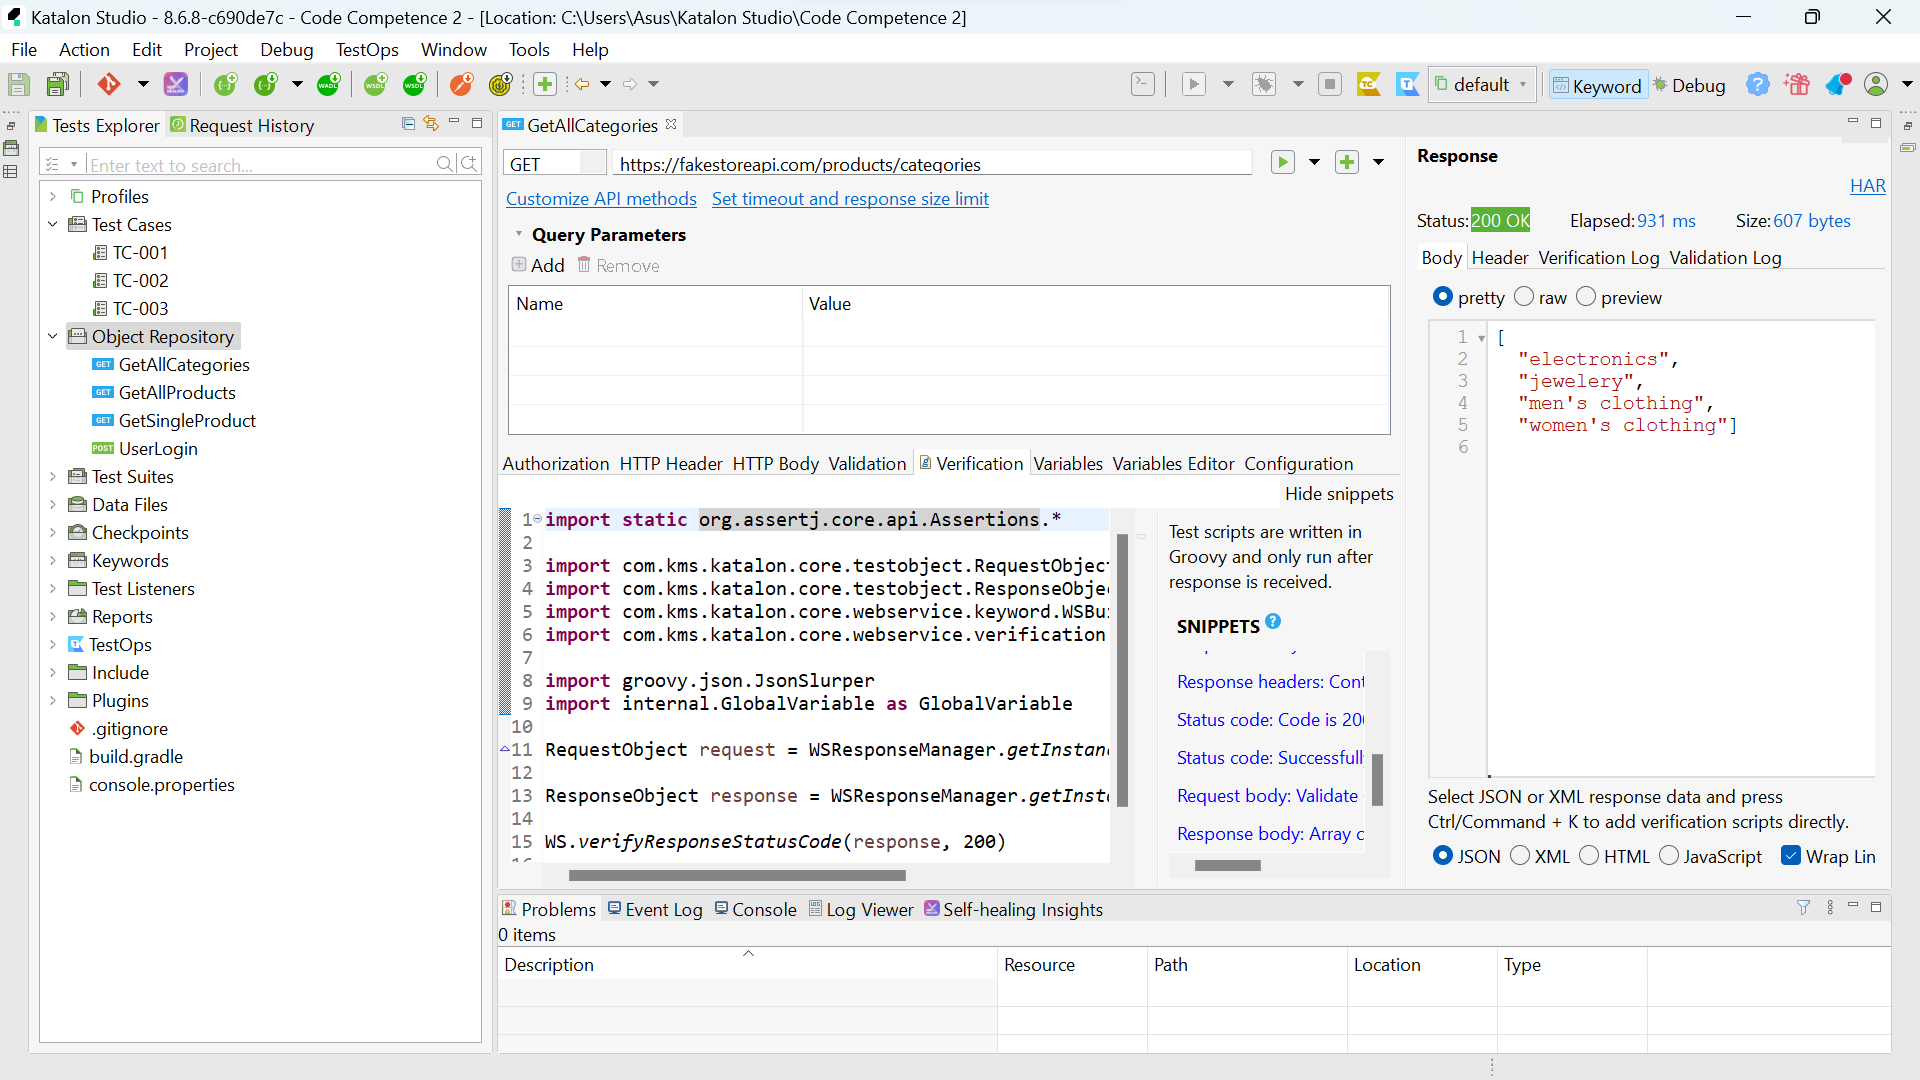 Katalon Studio - 8.6.8-c690de7c - Code Competence 2 - [Location: C:\Users\Asus\Katalon Studio\Code Competence 2]
File Action Edit Project Debug TestOps Window Tools Help
default Keyword Debug
Tests Explorer Request History
Enter text to search...
Profiles
Test Cases
TC-001
TC-002
TC-003
Object Repository
GET GetAllCategories
GET GetAllProducts
GET GetSingleProduct
POST UserLogin
Test Suites
Data Files
Checkpoints
Keywords
Test Listeners
Reports
TestOps
Include
Plugins
.gitignore
build.gradle
console.properties
GET GetAllCategories
GET https://fakestoreapi.com/products/categories
Customize API methods Set timeout and response size limit
Query Parameters
Add Remove
Name Value
Authorization HTTP Header HTTP Body Validation Verification Variables Variables Editor Configuration
Hide snippets
1 import static org.assertj.core.api.Assertions.*
2
3 import com.kms.katalon.core.testobject.RequestObject
4 import com.kms.katalon.core.testobject.ResponseObje
5 import com.kms.katalon.core.webservice.keyword.WSBu
6 import com.kms.katalon.core.webservice.verification
7
8 import groovy.json.JsonSlurper
9 import internal.GlobalVariable as GlobalVariable
10
11 RequestObject request = WSResponseManager.getInstan
12
13 ResponseObject response = WSResponseManager.getInst
14
15 WS.verifyResponseStatusCode(response, 200)
Test scripts are written in
Groovy and only run after
response is received.
SNIPPETS
Response headers: Cont
Status code: Code is 200
Status code: Successfull
Request body: Validate
Response body: Array c
Response
HAR
Status: 200 OK Elapsed: 931 ms Size: 607 bytes
Body Header Verification Log Validation Log
pretty raw preview
1 [
2 "electronics",
3 "jewelery",
4 "men's clothing",
5 "women's clothing"]
6
Select JSON or XML response data and press
Ctrl/Command + K to add verification scripts directly.
JSON XML HTML JavaScript Wrap Lin
Problems Event Log Console Log Viewer Self-healing Insights
0 items
Description Resource Path Location Type